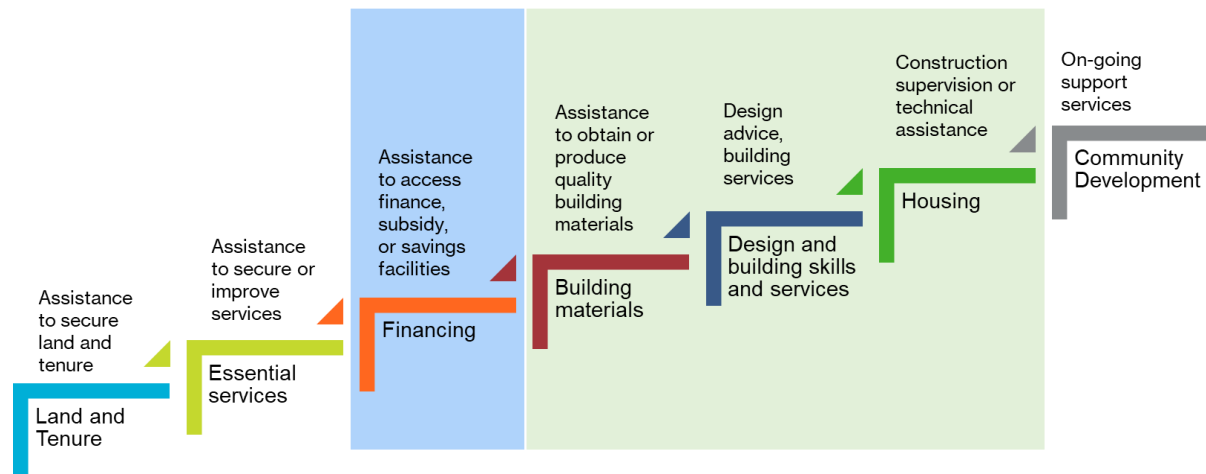 Assistance
to secure
land and
tenure
Land and
Tenure
Assistance
to secure or
improve
services
Essential
services
Assistance
to access
finance,
subsidy,
or savings
facilities
Financing
Assistance
to obtain or
produce
quality
building
materials
Building
materials
Design
advice,
building
services
Design and
building skills
and services
Construction
supervision or
technical
assistance
Housing
On-going
support
services
Community
Development